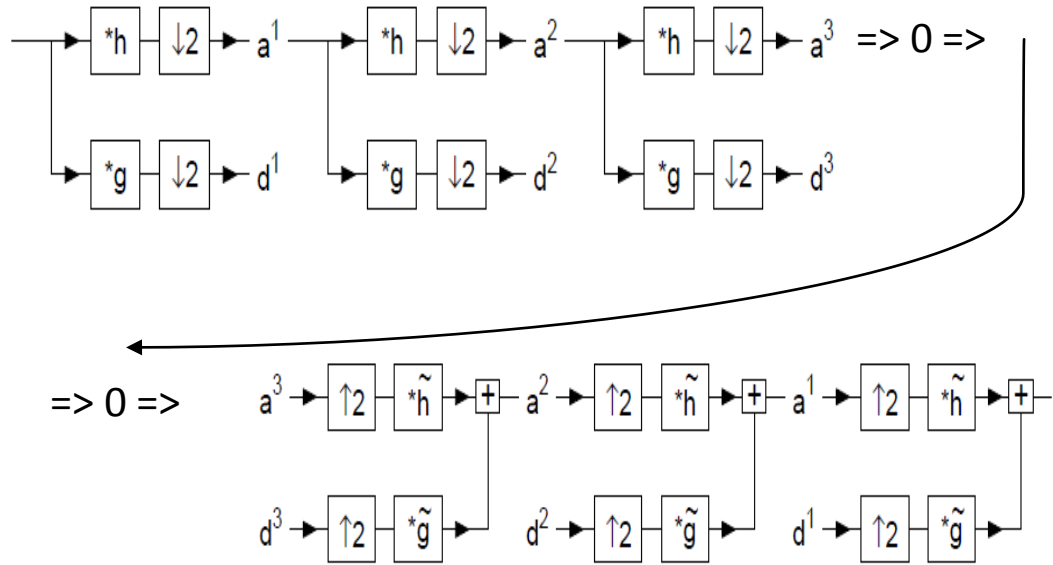 *h ↓2 a¹ *h ↓2 a² *h ↓2 a³ => 0 =>
*g ↓2 d¹ *g ↓2 d² *g ↓2 d³
=> 0 => a³ ↑2 *h̃ + a² ↑2 *h̃ + a¹ ↑2 *h̃ +
d³ ↑2 *g̃ d² ↑2 *g̃ d¹ ↑2 *g̃